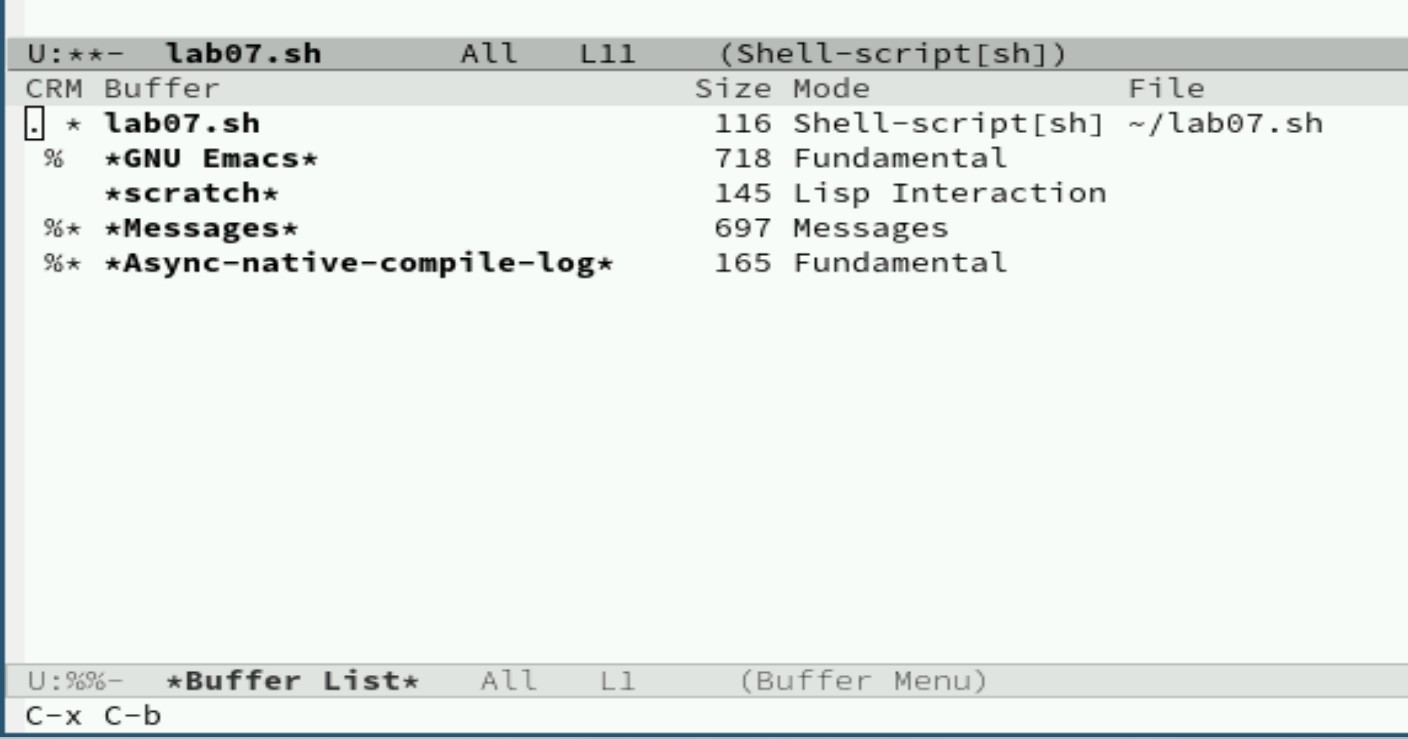 U:**-  lab07.sh       All   L11    (Shell-script[sh])
CRM Buffer                        Size Mode             File
. * lab07.sh                       116 Shell-script[sh] ~/lab07.sh
 %  *GNU Emacs*                    718 Fundamental
    *scratch*                      145 Lisp Interaction
 %* *Messages*                     697 Messages
 %* *Async-native-compile-log*     165 Fundamental
U:%%-  *Buffer List*   All   L1     (Buffer Menu)
C-x C-b